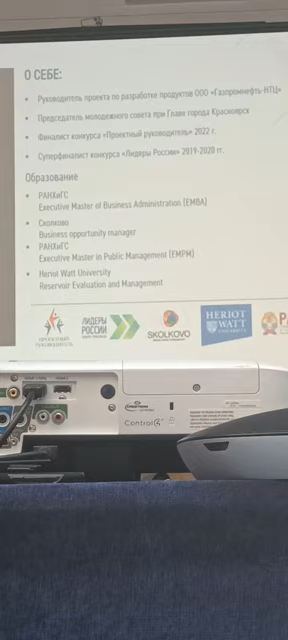 О СЕБЕ:
• Руководитель проекта по разработке продуктов ООО «Газпромнефть-НТЦ»
• Председатель молодежного совета при Главе города Красноярск
• Финалист конкурса «Проектный руководитель» 2022 г.
• Суперфиналист конкурса «Лидеры России» 2019-2020 гг.
Образование
• РАНХиГС
Executive Master of Business Administration (EMBA)
• Сколково
Business opportunity manager
• РАНХиГС
Executive Master in Public Management (EMPM)
• Heriot Watt University
Reservoir Evaluation and Management
ПРОЕКТНЫЙ
РУКОВОДИТЕЛЬ
ЛИДЕРЫ
РОССИИ
SKOLKOVO
HERIOT
WATT
UNIVERSITY
РА
Control4